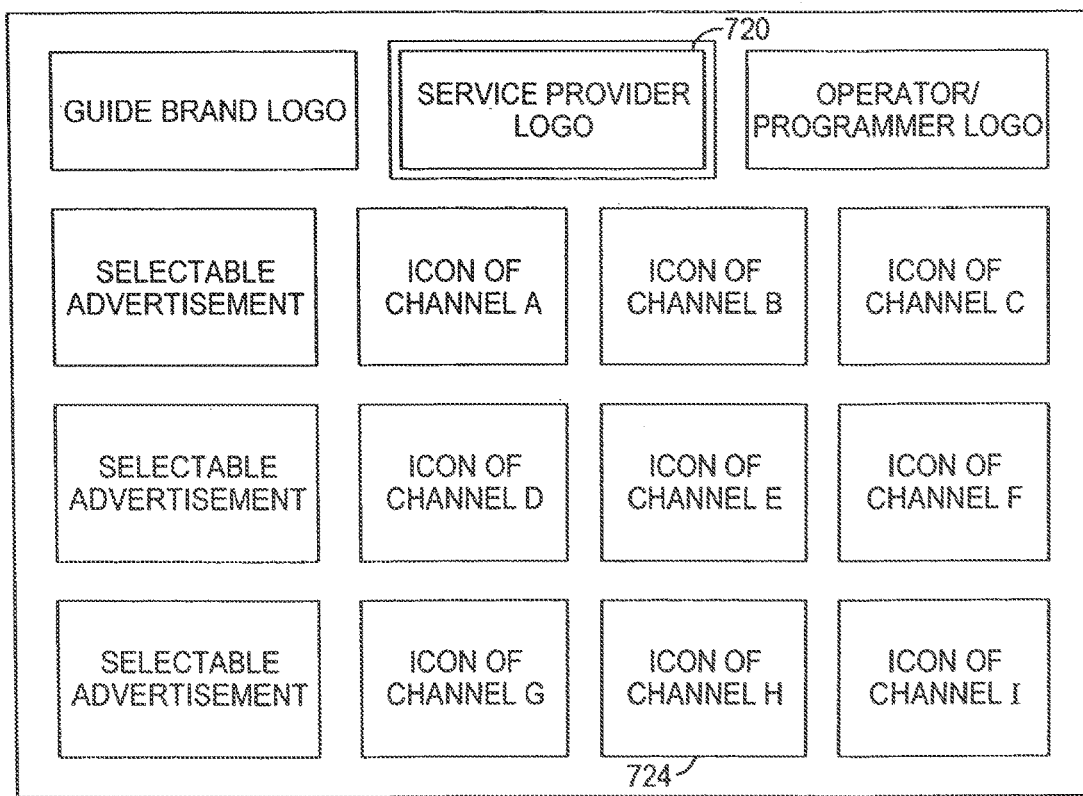 720
GUIDE BRAND LOGO
SERVICE PROVIDER
LOGO
OPERATOR/
PROGRAMMER LOGO
SELECTABLE
ADVERTISEMENT
ICON OF
CHANNEL A
ICON OF
CHANNEL B
ICON OF
CHANNEL C
SELECTABLE
ADVERTISEMENT
ICON OF
CHANNEL D
ICON OF
CHANNEL E
ICON OF
CHANNEL F
SELECTABLE
ADVERTISEMENT
ICON OF
CHANNEL G
ICON OF
CHANNEL H
ICON OF
CHANNEL I
724